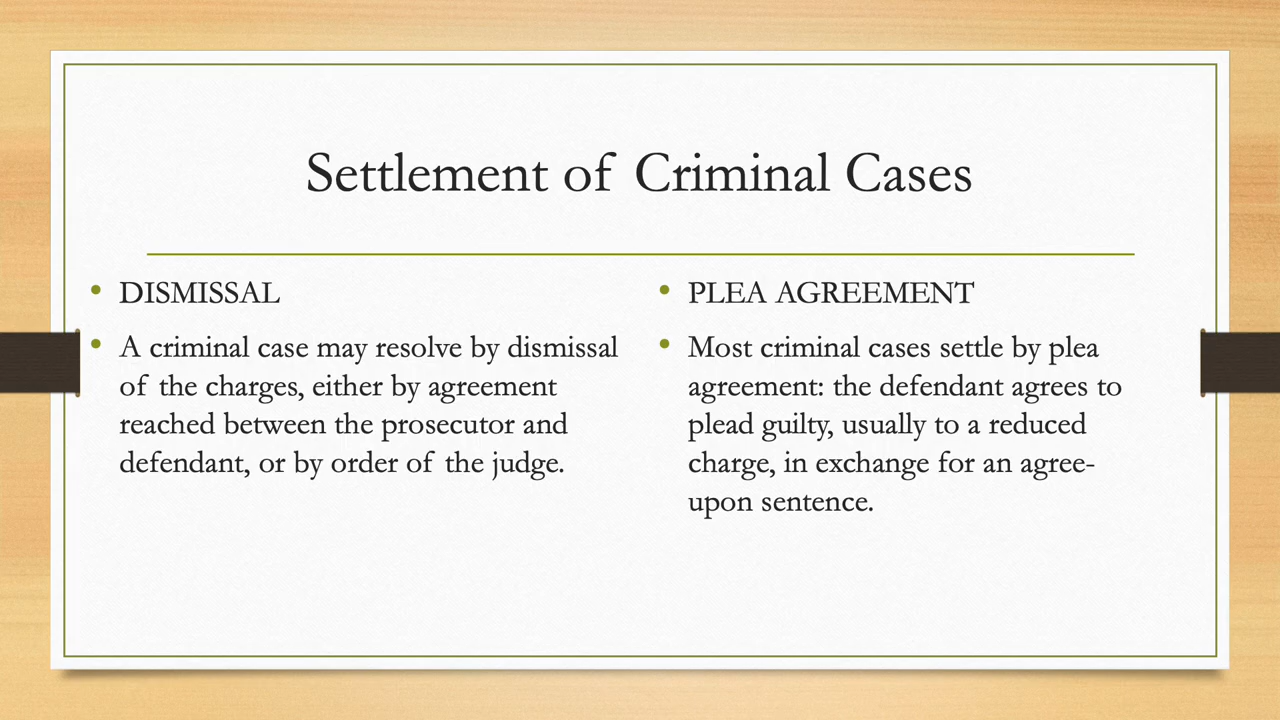 Settlement of Criminal Cases
• DISMISSAL
• A criminal case may resolve by dismissal
of the charges, either by agreement
reached between the prosecutor and
defendant, or by order of the judge.
• PLEA AGREEMENT
• Most criminal cases settle by plea
agreement: the defendant agrees to
plead guilty, usually to a reduced
charge, in exchange for an agree-
upon sentence.